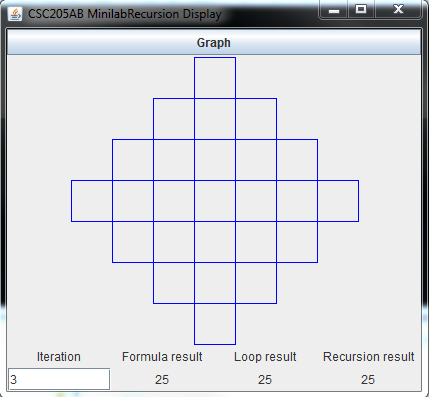 CSC205AB MinilabRecursion Display
Graph
Iteration Formula result Loop result Recursion result
3 25 25 25